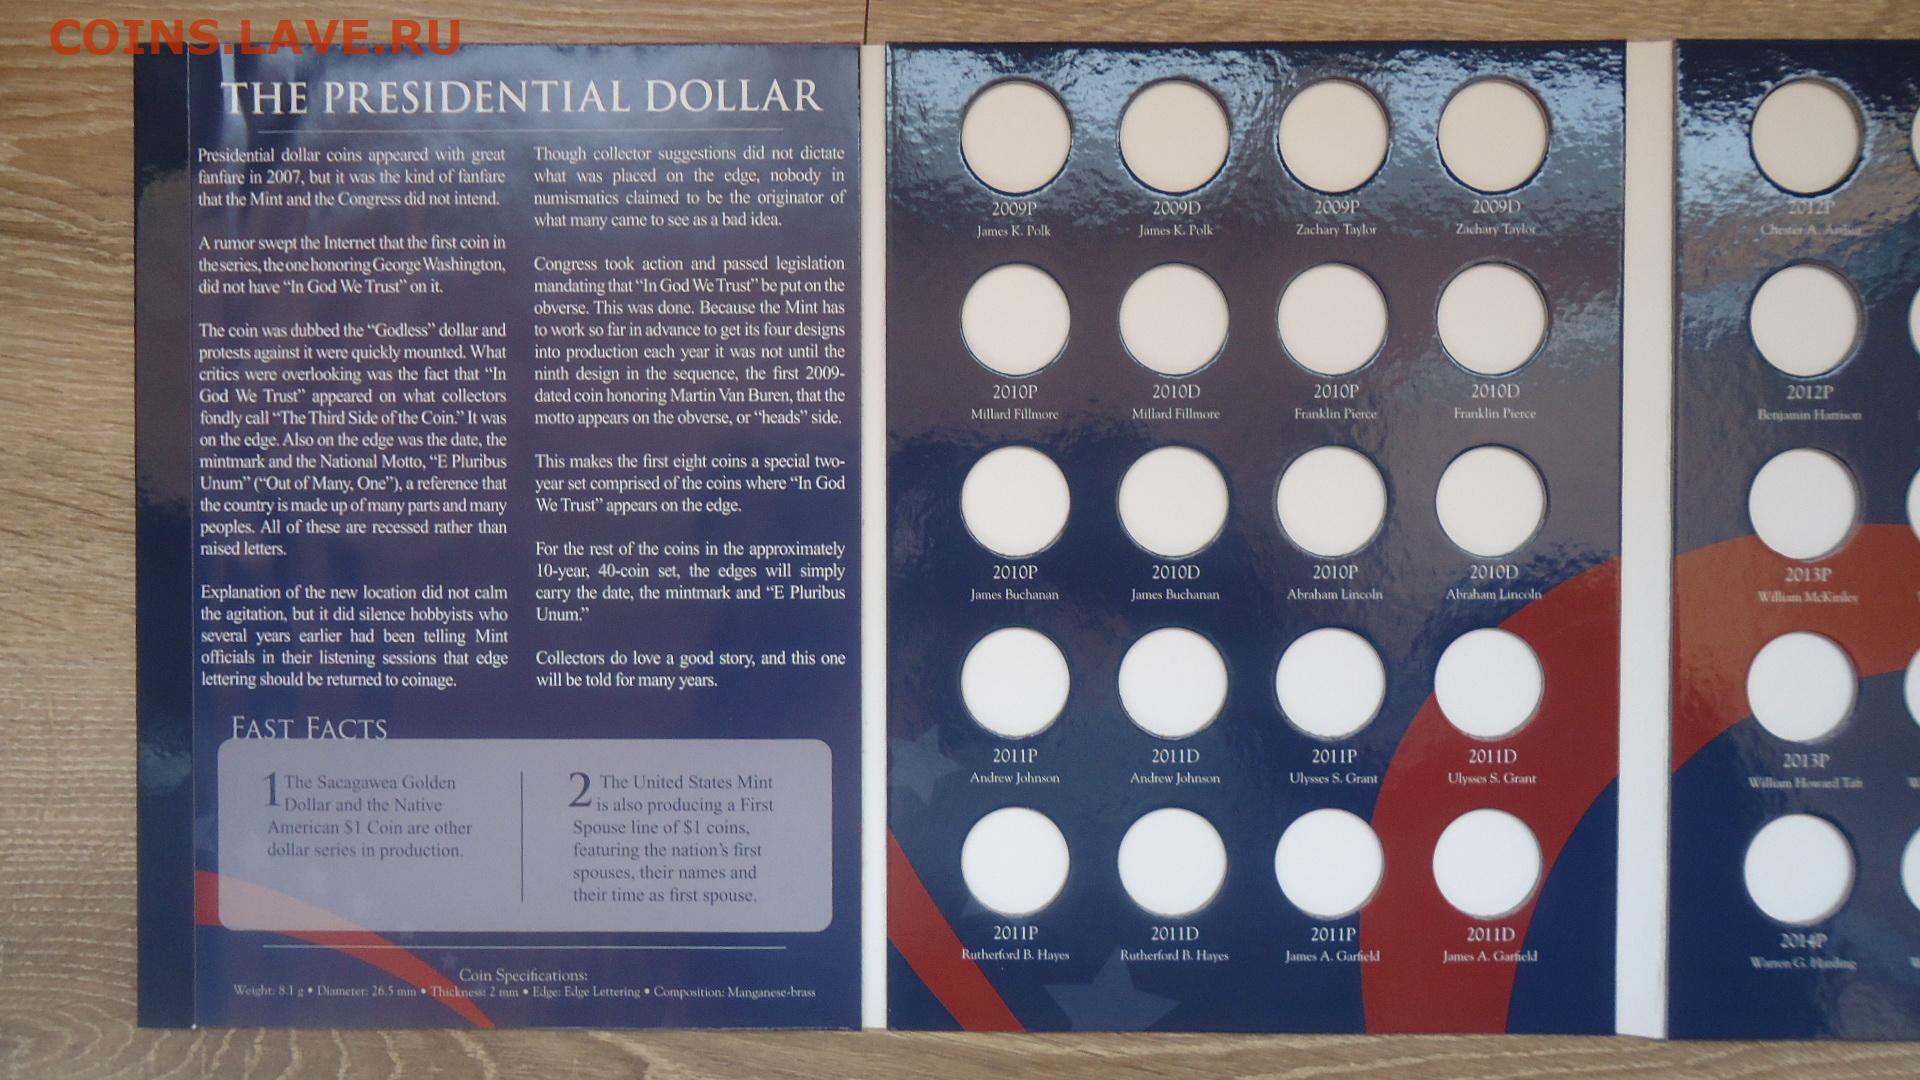 COINS.LAVE.RU
THE PRESIDENTIAL DOLLAR
Presidential dollar coins appeared with great
fanfare in 2007, but it was the kind of fanfare
that the Mint and the Congress did not intend.
A rumor swept the Internet that the first coin in
the series, the one honoring George Washington,
did not have “In God We Trust” on it.
The coin was dubbed the “Godless” dollar and
protests against it were quickly mounted. What
critics were overlooking was the fact that “In
God We Trust” appeared on what collectors
fondly call “The Third Side of the Coin.” It was
on the edge. Also on the edge was the date, the
mintmark and the National Motto, “E Pluribus
Unum” (“Out of Many, One”), a reference that
the country is made up of many parts and many
peoples. All of these are recessed rather than
raised letters.
Explanation of the new location did not calm
the agitation, but it did silence hobbyists who
several years earlier had been telling Mint
officials in their listening sessions that edge
lettering should be returned to coinage.
Though collector suggestions did not dictate
what was placed on the edge, nobody in
numismatics claimed to be the originator of
what many came to see as a bad idea.
Congress took action and passed legislation
mandating that “In God We Trust” be put on the
obverse. This was done. Because the Mint has
to work so far in advance to get its four designs
into production each year it was not until the
ninth design in the sequence, the first 2009-
dated coin honoring Martin Van Buren, that the
motto appears on the obverse, or “heads” side.
This makes the first eight coins a special two-
year set comprised of the coins where “In God
We Trust” appears on the edge.
For the rest of the coins in the approximately
10-year, 40-coin set, the edges will simply
carry the date, the mintmark and “E Pluribus
Unum.”
Collectors do love a good story, and this one
will be told for many years.
FAST FACTS
1 The Sacagawea Golden
Dollar and the Native
American $1 Coin are other
dollar series in production.
2 The United States Mint
is also producing a First
Spouse line of $1 coins,
featuring the nation’s first
spouses, their names and
their time as first spouse.
Coin Specifications:
Weight: 8.1 g • Diameter: 26.5 mm • Thickness: 2 mm • Edge: Edge Lettering • Composition: Manganese-brass
2009P 2009D 2009P 2009D
James K. Polk James K. Polk Zachary Taylor Zachary Taylor
2010P 2010D 2010P 2010D
Millard Fillmore Millard Fillmore Franklin Pierce Franklin Pierce
2010P 2010D 2010P 2010D
James Buchanan James Buchanan Abraham Lincoln Abraham Lincoln
2011P 2011D 2011P 2011D
Andrew Johnson Andrew Johnson Ulysses S. Grant Ulysses S. Grant
2011P 2011D 2011P 2011D
Rutherford B. Hayes Rutherford B. Hayes James A. Garfield James A. Garfield
2012P
Chester A. Arthur
2012P
Benjamin Harrison
2013P
William McKinley
2013P
William Howard Taft
2014P
Warren G. Harding